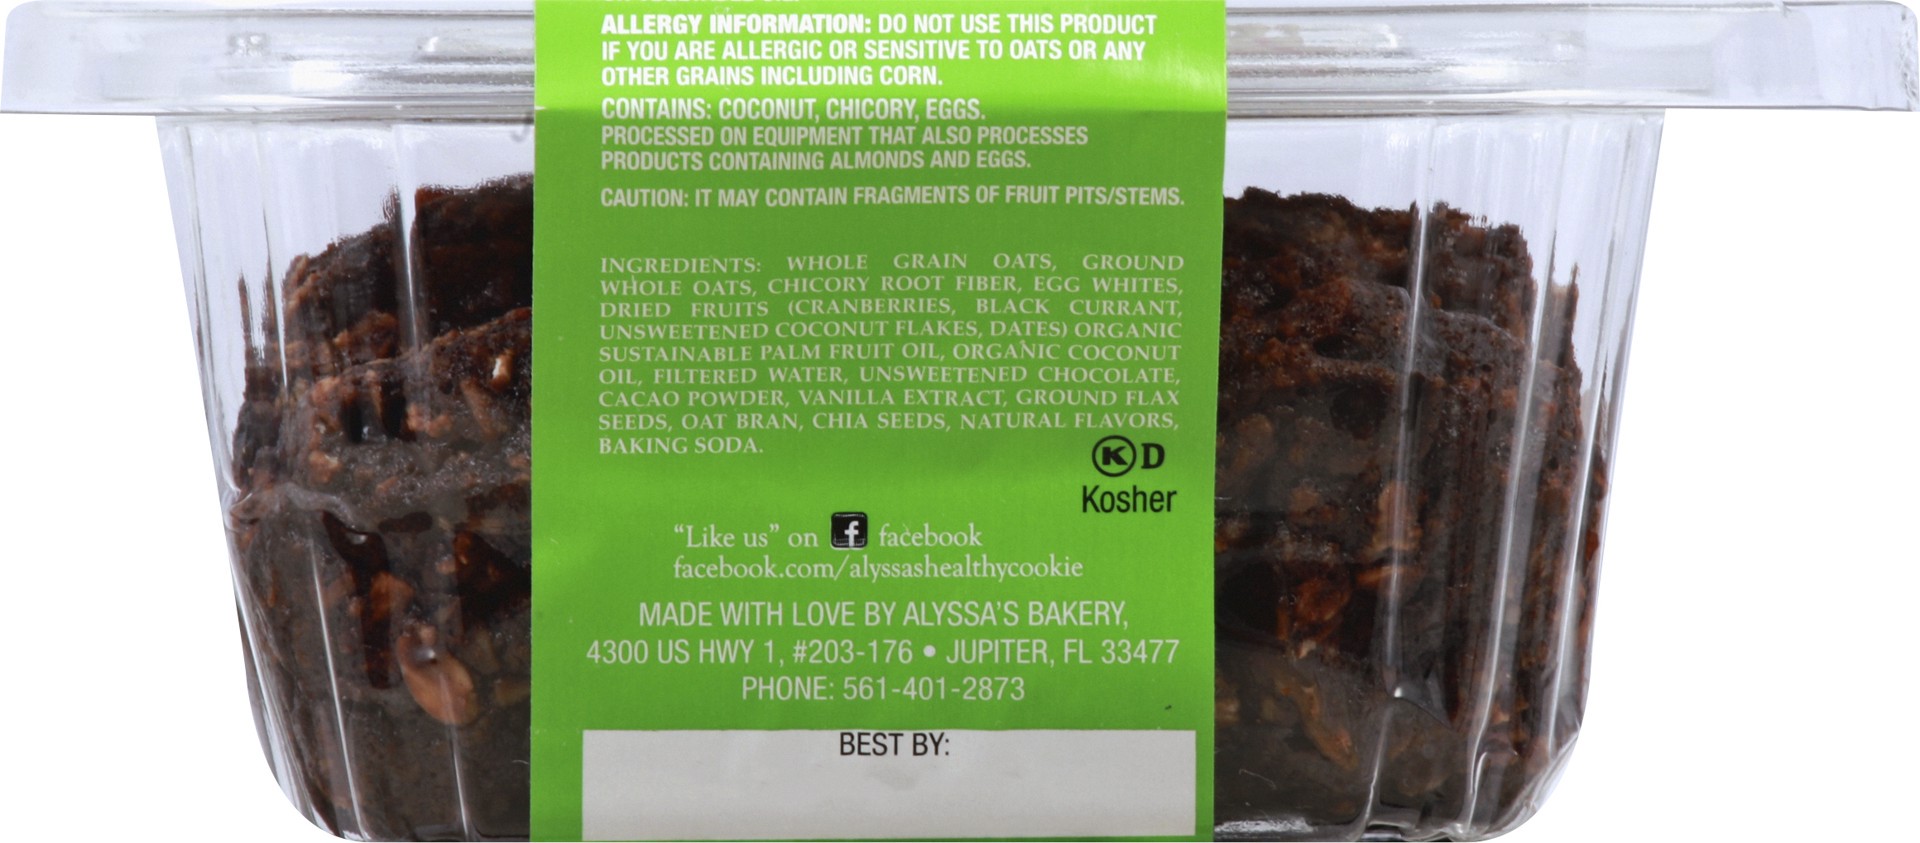 ALLERGY INFORMATION: DO NOT USE THIS PRODUCT
IF YOU ARE ALLERGIC OR SENSITIVE TO OATS OR ANY
OTHER GRAINS INCLUDING CORN.
CONTAINS: COCONUT, CHICORY, EGGS.
PROCESSED ON EQUIPMENT THAT ALSO PROCESSES
PRODUCTS CONTAINING ALMONDS AND EGGS.
CAUTION: IT MAY CONTAIN FRAGMENTS OF FRUIT PITS/STEMS.
INGREDIENTS: WHOLE GRAIN OATS, GROUND
WHOLE OATS, CHICORY ROOT FIBER, EGG WHITES,
DRIED FRUITS (CRANBERRIES, BLACK CURRANT,
UNSWEETENED COCONUT FLAKES, DATES) ORGANIC
SUSTAINABLE PALM FRUIT OIL, ORGANIC COCONUT
OIL, FILTERED WATER, UNSWEETENED CHOCOLATE,
CACAO POWDER, VANILLA EXTRACT, GROUND FLAX
SEEDS, OAT BRAN, CHIA SEEDS, NATURAL FLAVORS,
BAKING SODA.
K D
Kosher
“Like us” on f facebook
facebook.com/alyssashealthycookie
MADE WITH LOVE BY ALYSSA'S BAKERY,
4300 US HWY 1, #203-176 • JUPITER, FL 33477
PHONE: 561-401-2873
BEST BY: